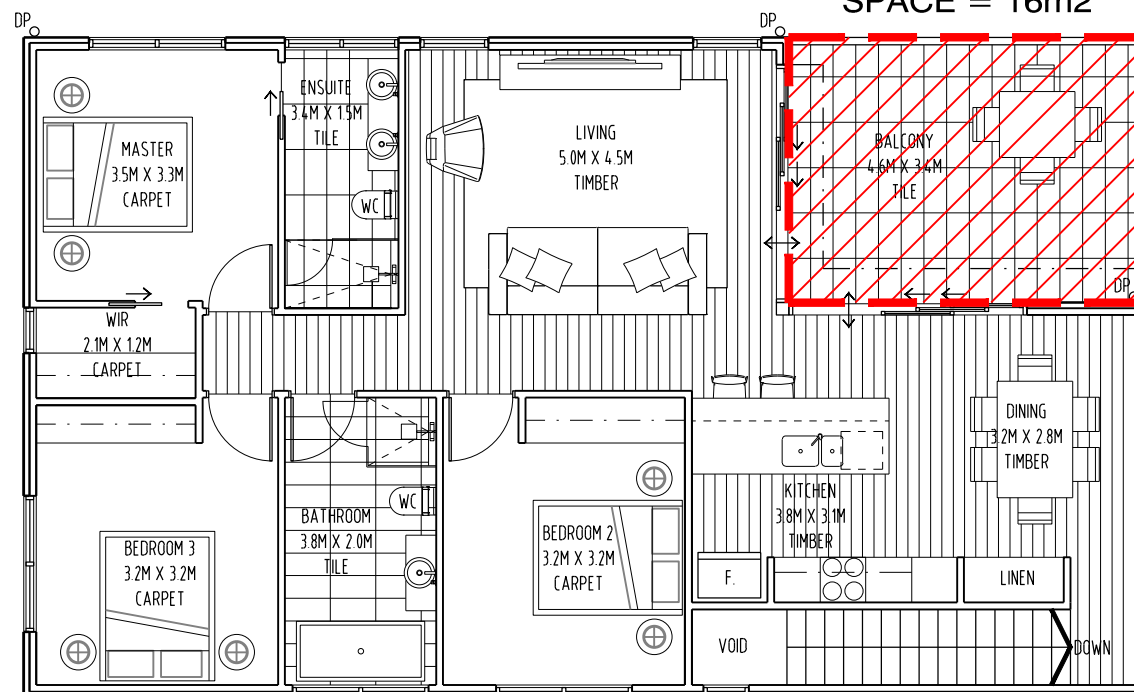 SPACE = 16m2
DP
DP
ENSUITE
3.4M X 1.5M
TILE
MASTER
3.5M X 3.3M
CARPET
WC
LIVING
5.0M X 4.5M
TIMBER
BALCONY
4.6M X 3.4M
TILE
DP
WIR
2.1M X 1.2M
CARPET
DINING
3.2M X 2.8M
TIMBER
KITCHEN
3.8M X 3.1M
TIMBER
WC
BATHROOM
3.8M X 2.0M
TILE
BEDROOM 3
3.2M X 3.2M
CARPET
BEDROOM 2
3.2M X 3.2M
CARPET
F.
LINEN
VOID
DOWN